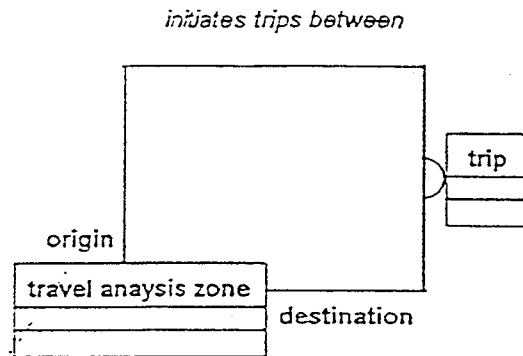 initiates trips between
trip
origin
travel anaysis zone
destination